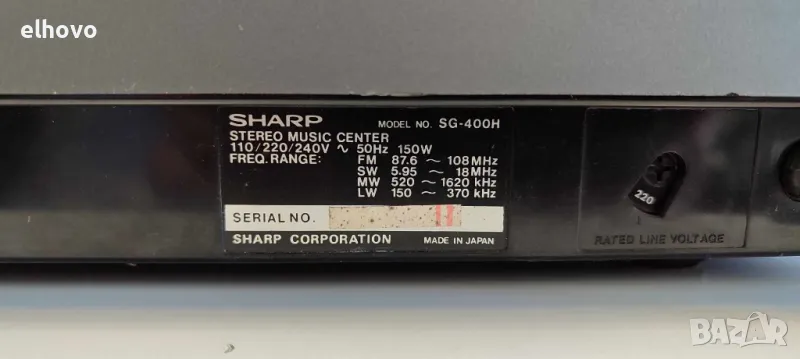 elhovo
SHARP MODEL NO. SG-400H
STEREO MUSIC CENTER
110/220/240V ∿ 50Hz 150W
FREQ. RANGE: FM 87.6 ~ 108MHz
SW 5.95 ~ 18MHz
MW 520 ~ 1620 kHz
LW 150 ~ 370 kHz
SERIAL NO.
SHARP CORPORATION MADE IN JAPAN
220
RATED LINE VOLTAGE
bazar.bg